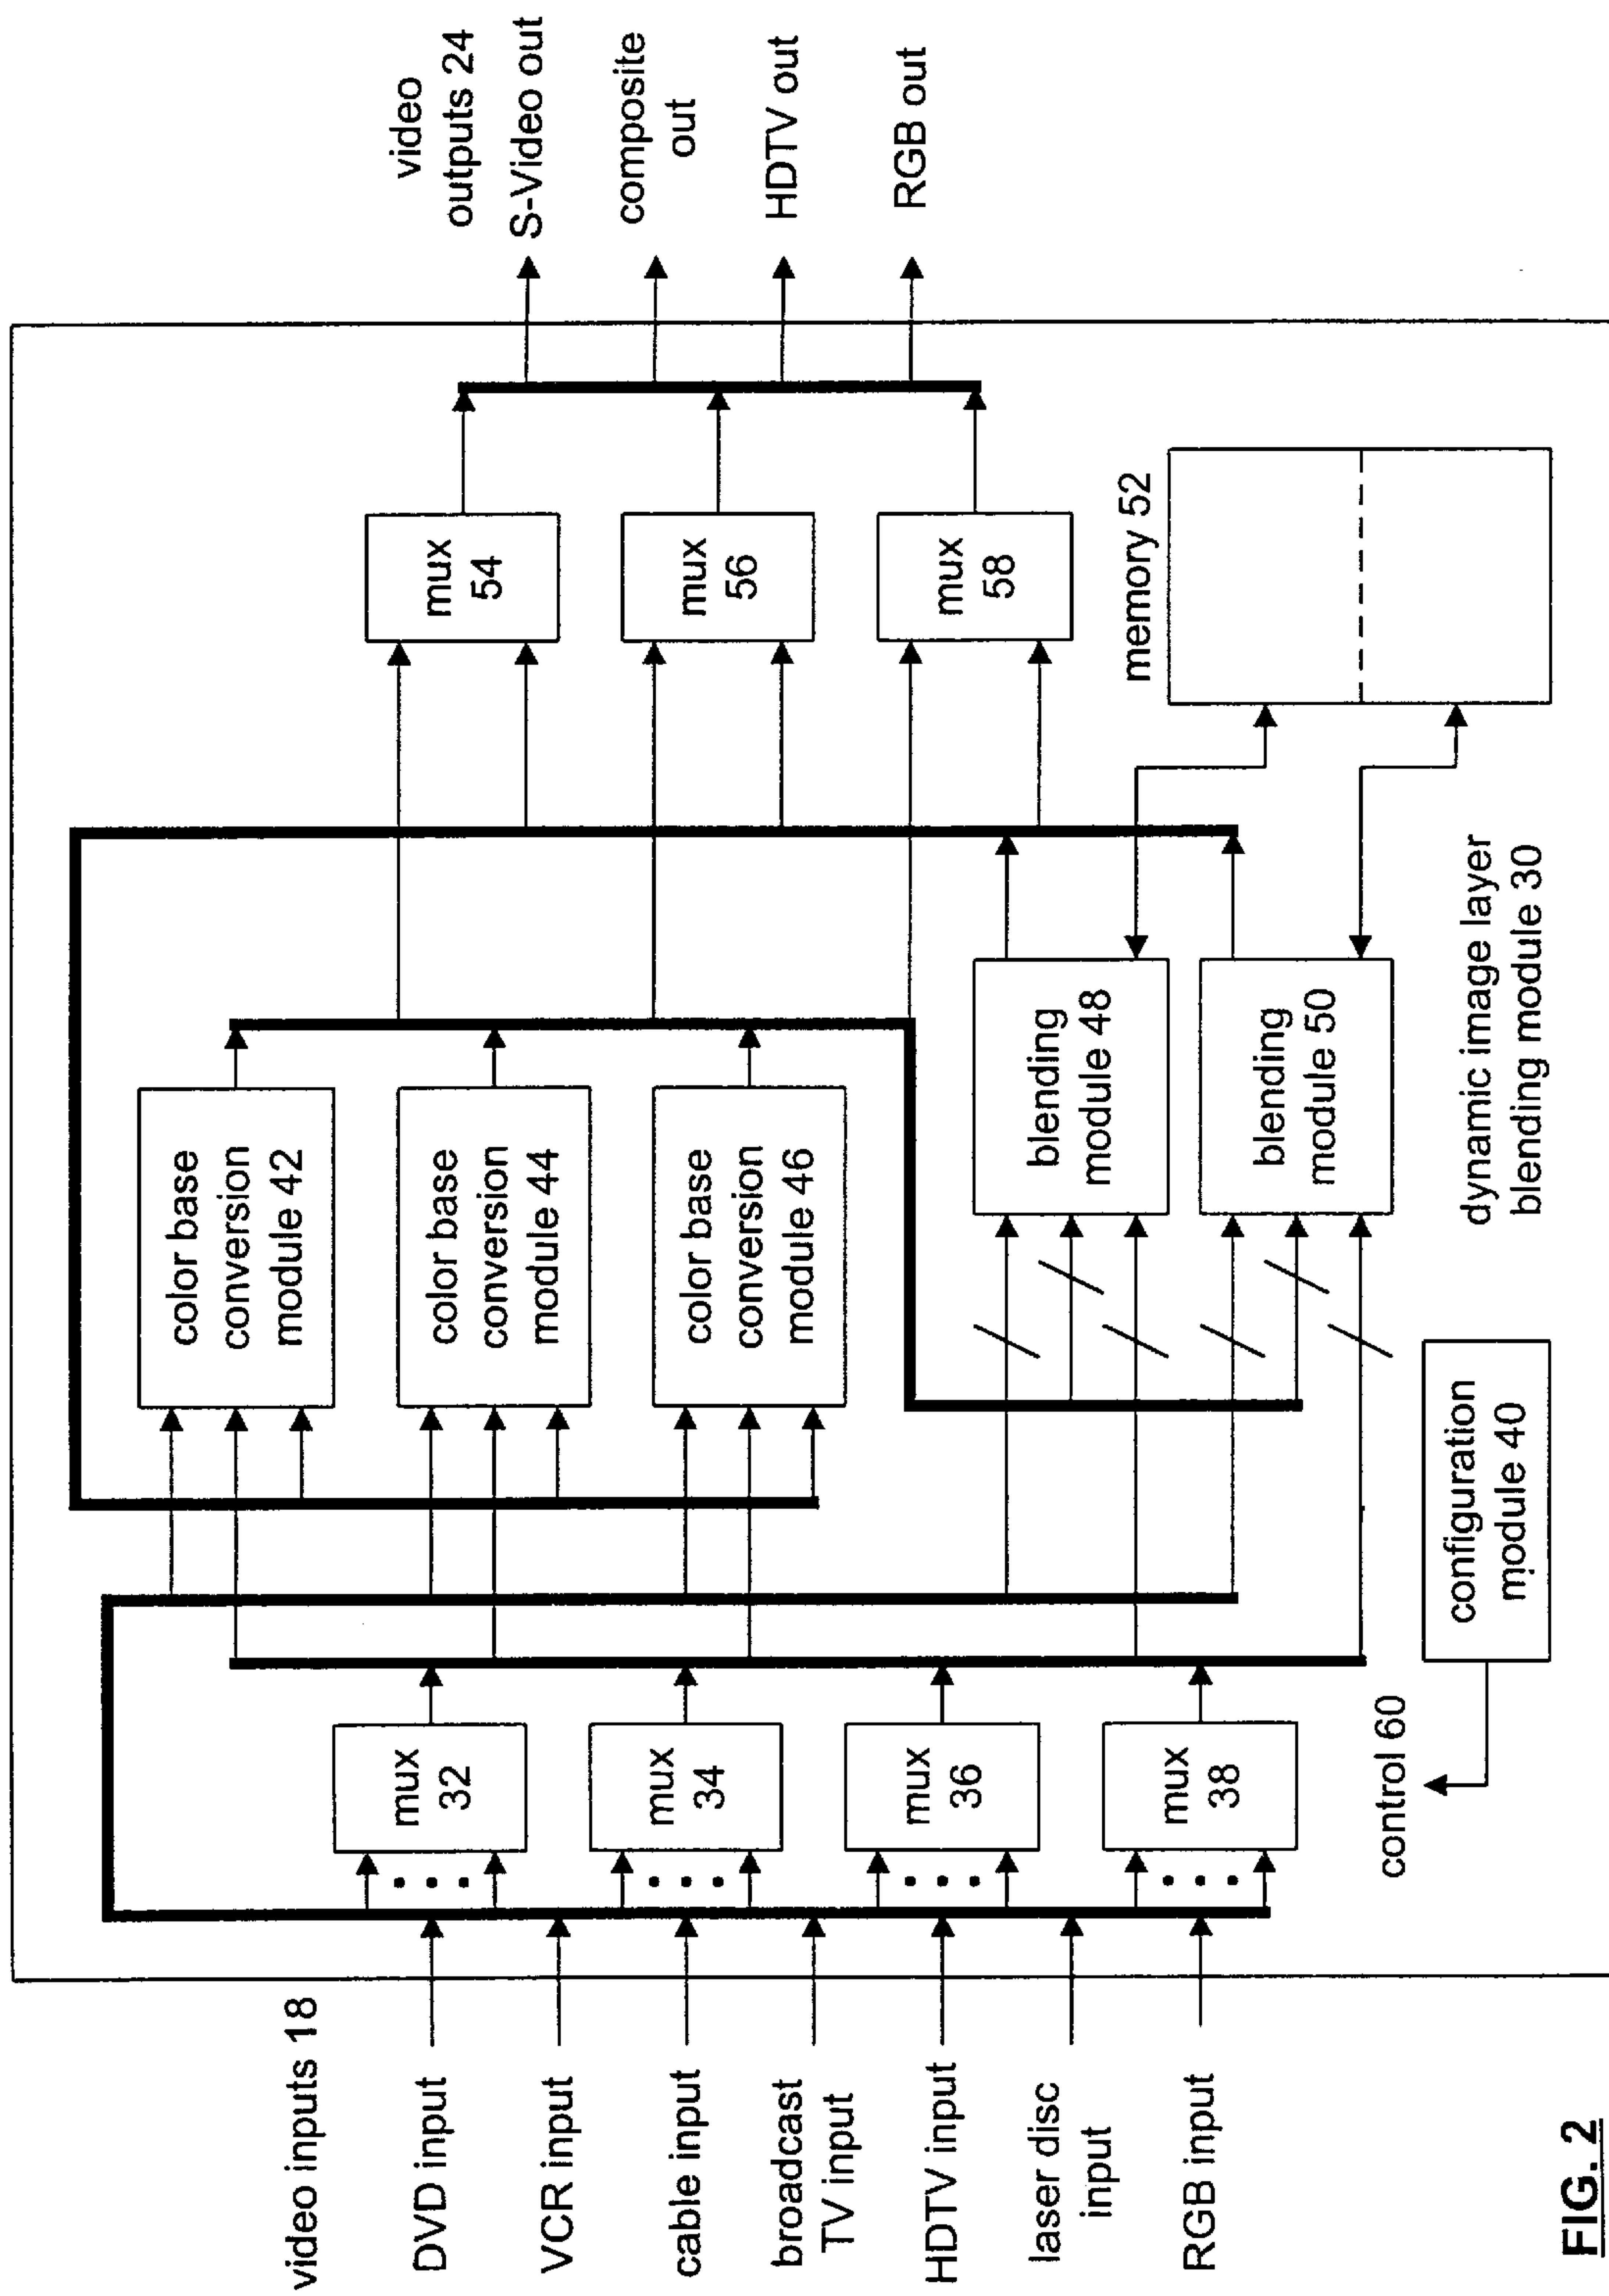 video inputs 18
DVD input
VCR input
cable input
broadcast
TV input
HDTV input
laser disc
input
RGB input
mux
32
mux
34
mux
36
mux
38
control 60
configuration
module 40
color base
conversion
module 42
color base
conversion
module 44
color base
conversion
module 46
blending
module 48
blending
module 50
dynamic image layer
blending module 30
mux
54
mux
56
mux
58
memory 52
video
outputs 24
S-Video out
composite
out
HDTV out
RGB out
FIG. 2